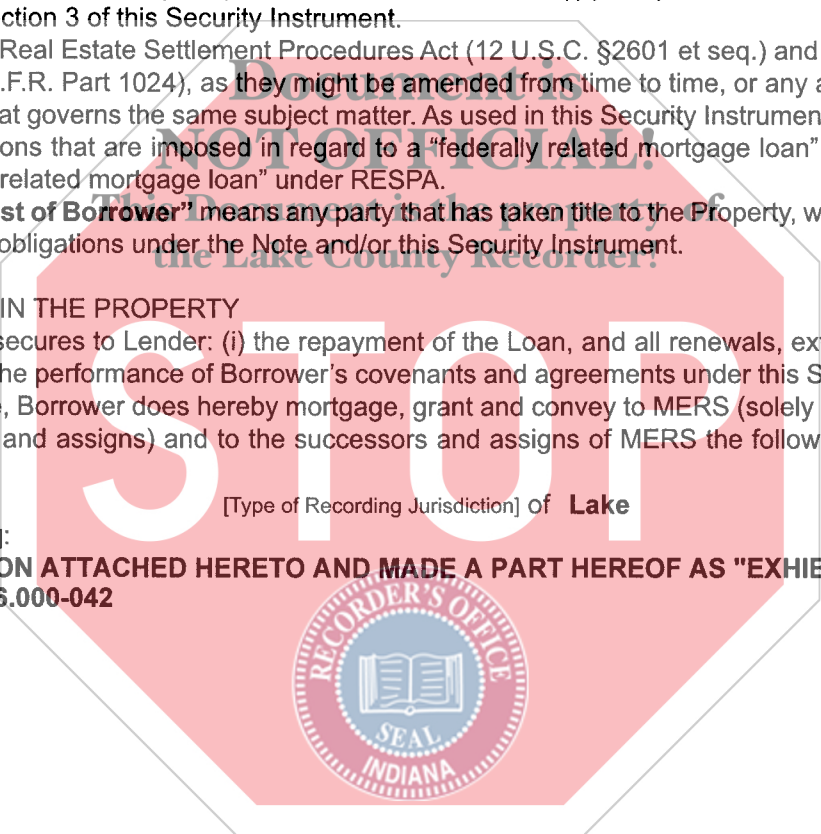 ction 3 of this Security Instrument.
Real Estate Settlement Procedures Act (12 U.S.C. §2601 et seq.) and
.F.R. Part 1024), as they might be amended from time to time, or any a
Document is
at governs the same subject matter. As used in this Security Instrumen
NOT OFFICIAL!
ons that are imposed in regard to a “federally related mortgage loan”
related mortgage loan” under RESPA.
This Document is the property of
st of Borrower” means any party that has taken title to the Property, w
obligations under the Note and/or this Security Instrument.
the Lake County Recorder!
IN THE PROPERTY
secures to Lender: (i) the repayment of the Loan, and all renewals, ex
he performance of Borrower’s covenants and agreements under this S
, Borrower does hereby mortgage, grant and convey to MERS (solely
and assigns) and to the successors and assigns of MERS the follow
STOP
[Type of Recording Jurisdiction] of Lake
]:
ON ATTACHED HERETO AND MADE A PART HEREOF AS "EXHIB
6.000-042
RECORDER'S OFFICE
SEAL
INDIANA